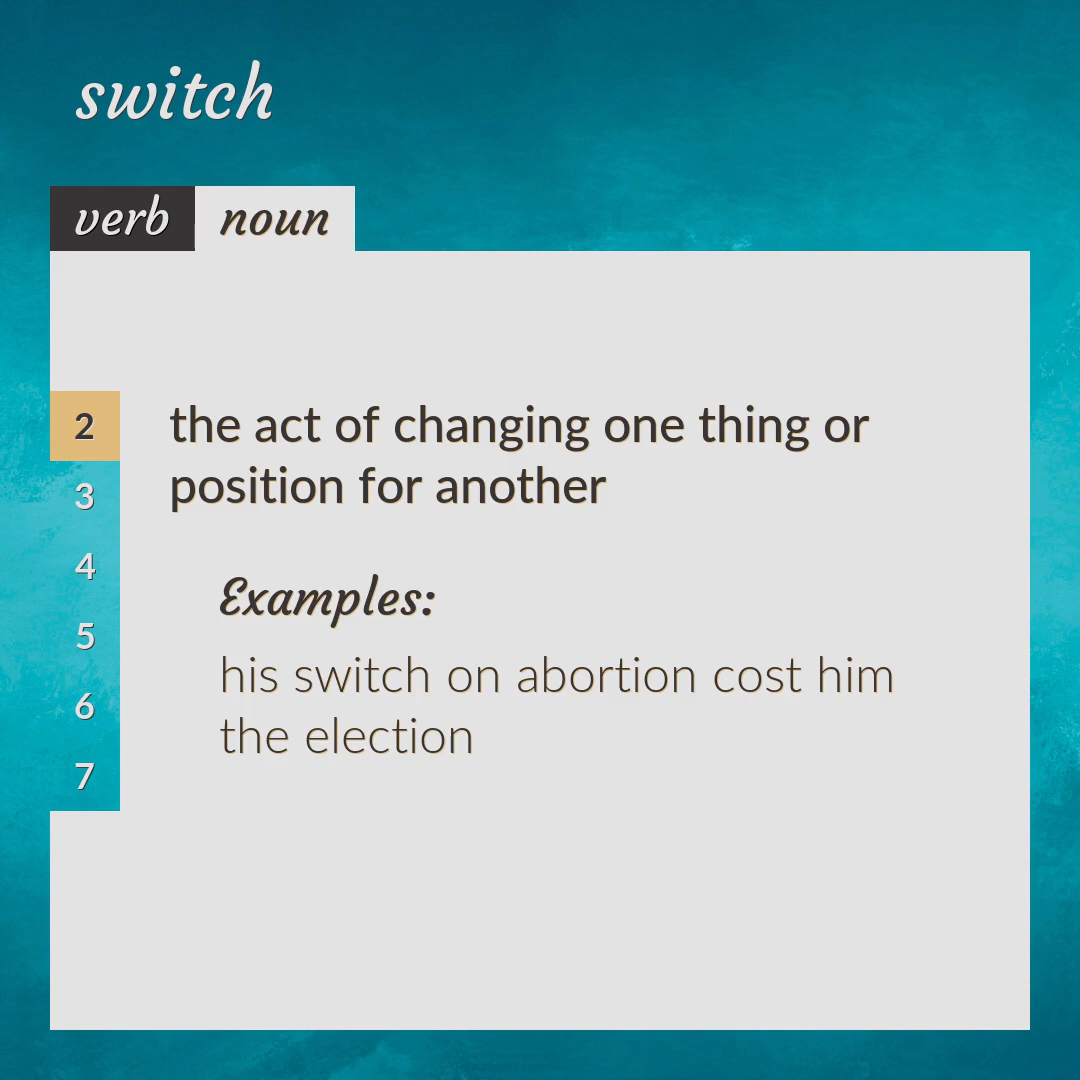 switch
verb noun
2 the act of changing one thing or
position for another
3
4
5
6
7
Examples:
his switch on abortion cost him
the election